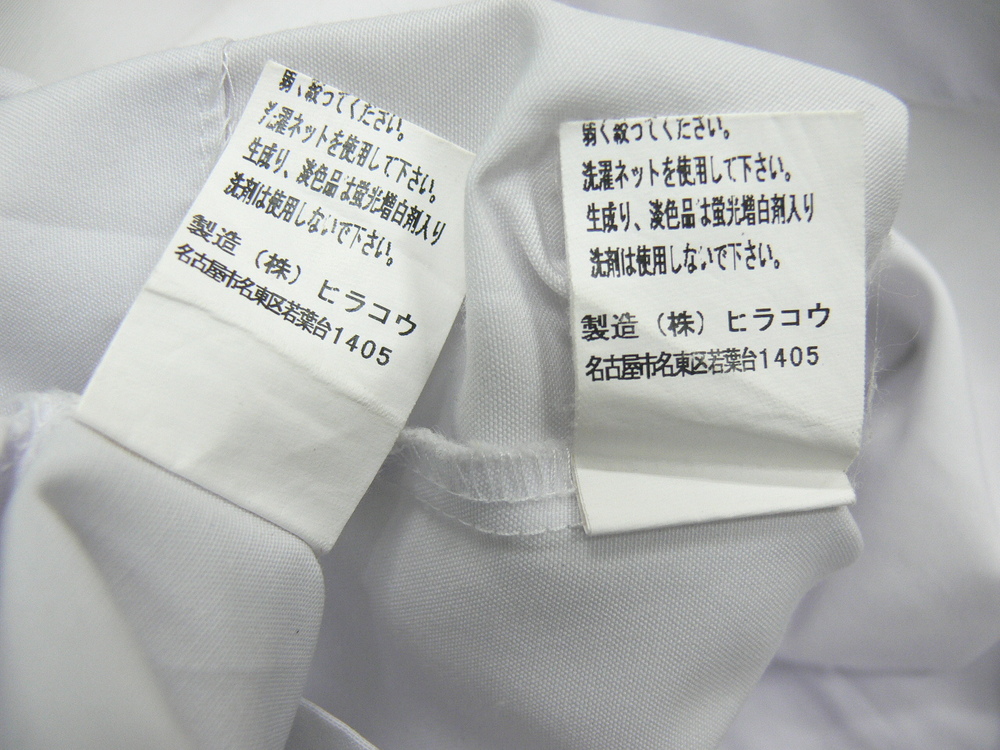 弱く絞ってください。
洗濯ネットを使用して下さい。
生成り、淡色品は蛍光増白剤入り
洗剤は使用しないで下さい。
製造（株）ヒラコウ
名古屋市名東区若葉台1405
弱く絞ってください。
洗濯ネットを使用して下さい。
生成り、淡色品は蛍光増白剤入り
洗剤は使用しないで下さい。
製造（株）ヒラコウ
名古屋市名東区若葉台1405